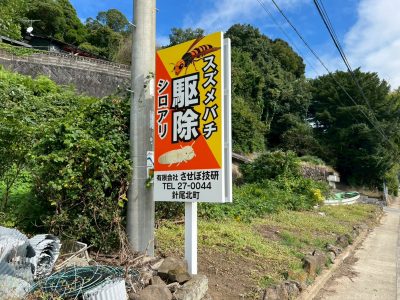 スズメバチ
駆除
シロアリ
有限会社 させぼ技研
TEL 27-0044
針尾北町